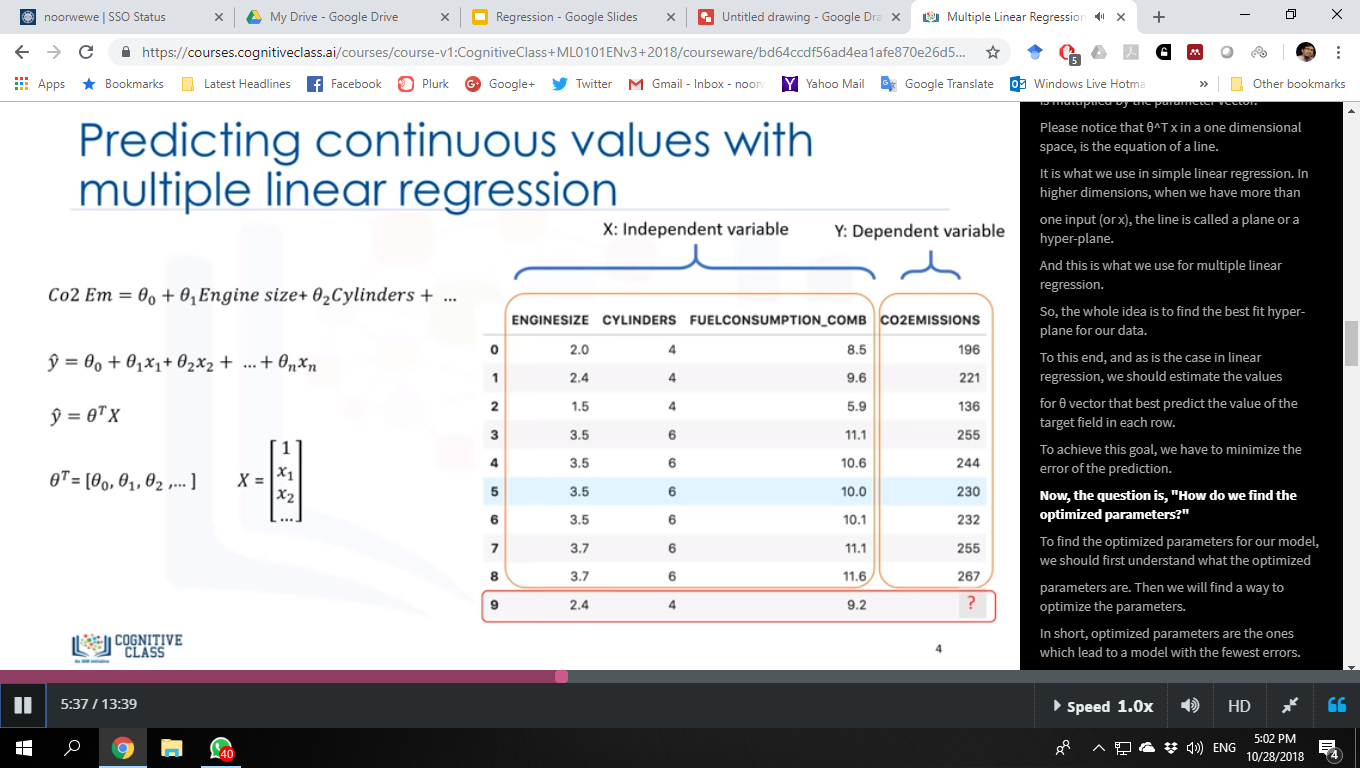 noorwewe | SSO Status
My Drive - Google Drive
Regression - Google Slides
Untitled drawing - Google Dra
Multiple Linear Regression
https://courses.cognitiveclass.ai/courses/course-v1:CognitiveClass+ML0101ENv3+2018/courseware/bd64ccdf56ad4ea1afe870e26d5...
5
Apps Bookmarks Latest Headlines Facebook Plurk Google+ Twitter Gmail - Inbox - noorv Yahoo Mail Google Translate Windows Live Hotma » Other bookmarks
Predicting continuous values with
multiple linear regression
X: Independent variable Y: Dependent variable
Co2 Em = θ₀ + θ₁Engine size+ θ₂Cylinders + ...
ŷ = θ₀ + θ₁x₁+ θ₂x₂ + ... + θₙxₙ
ŷ = θᵀX
θᵀ= [θ₀, θ₁, θ₂ ,... ] X = [1
x₁
x₂
...]
ENGINESIZE CYLINDERS FUELCONSUMPTION_COMB CO2EMISSIONS
0 2.0 4 8.5 196
1 2.4 4 9.6 221
2 1.5 4 5.9 136
3 3.5 6 11.1 255
4 3.5 6 10.6 244
5 3.5 6 10.0 230
6 3.5 6 10.1 232
7 3.7 6 11.1 255
8 3.7 6 11.6 267
9 2.4 4 9.2 ?
COGNITIVE
CLASS
An IBM Initiative
4
is multiplied by the parameter vector.
Please notice that θ^T x in a one dimensional
space, is the equation of a line.
It is what we use in simple linear regression. In
higher dimensions, when we have more than
one input (or x), the line is called a plane or a
hyper-plane.
And this is what we use for multiple linear
regression.
So, the whole idea is to find the best fit hyper-
plane for our data.
To this end, and as is the case in linear
regression, we should estimate the values
for θ vector that best predict the value of the
target field in each row.
To achieve this goal, we have to minimize the
error of the prediction.
Now, the question is, "How do we find the
optimized parameters?"
To find the optimized parameters for our model,
we should first understand what the optimized
parameters are. Then we will find a way to
optimize the parameters.
In short, optimized parameters are the ones
which lead to a model with the fewest errors.
5:37 / 13:39
Speed 1.0x
HD
40
ENG
5:02 PM
10/28/2018
4